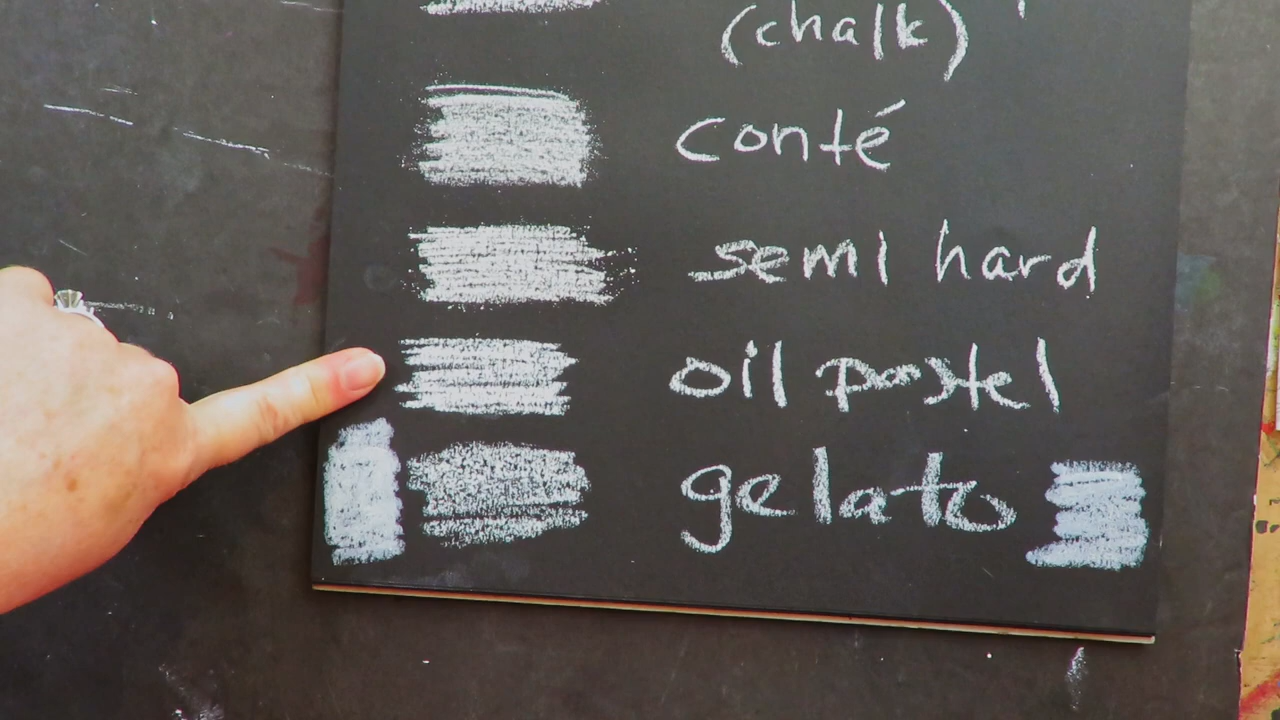 (chalk)
conté
semi hard
oil pastel
gelato